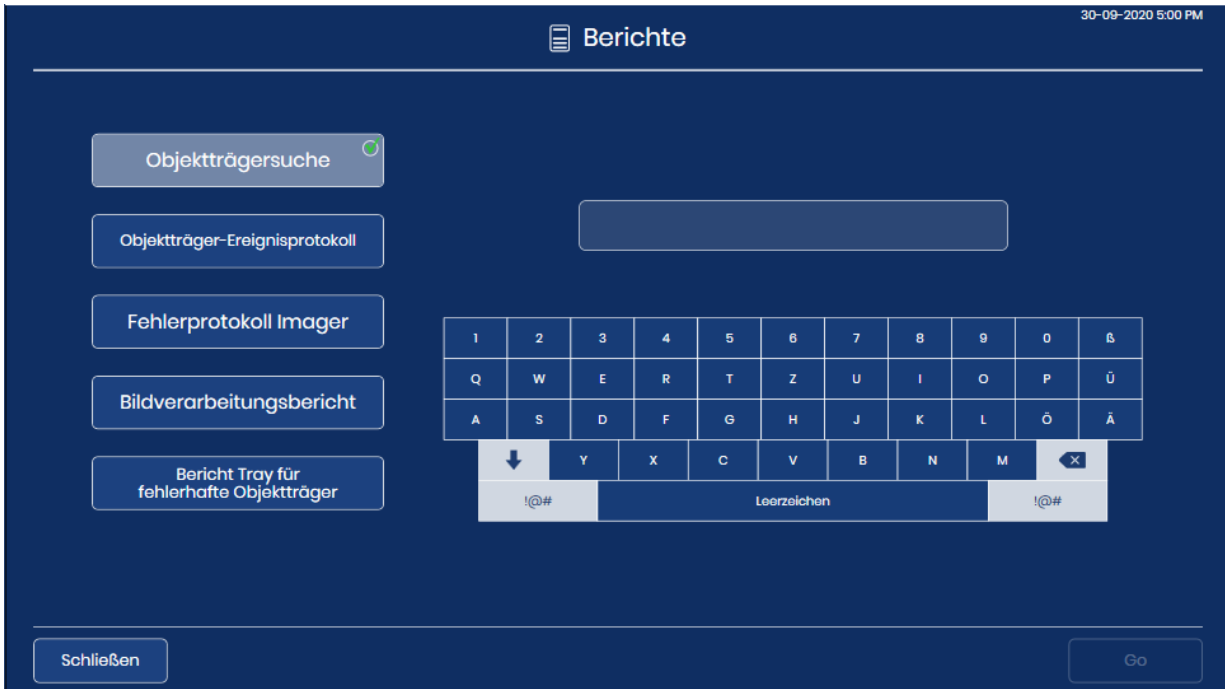 30-09-2020 5:00 PM
Berichte
Objektträgersuche
Objektträger-Ereignisprotokoll
Fehlerprotokoll Imager
Bildverarbeitungsbericht
Bericht Tray für
fehlerhafte Objektträger
1 2 3 4 5 6 7 8 9 0 ß
Q W E R T Z U I O P Ü
A S D F G H J K L Ö Ä
Y X C V B N M
!@# Leerzeichen !@#
Schließen Go